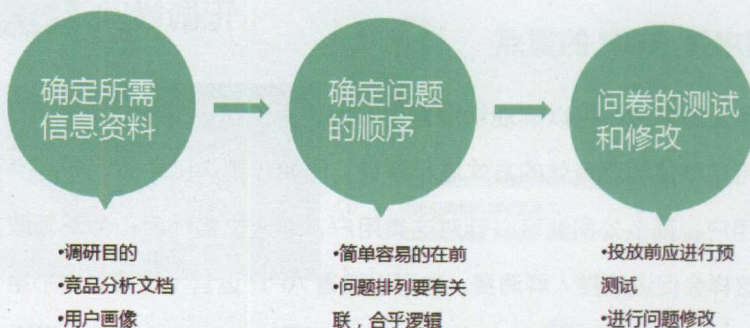 确定所需
信息资料
确定问题
的顺序
问卷的测试
和修改
•调研目的
•竞品分析文档
•用户画像
•简单容易的在前
•问题排列要有关
联，合乎逻辑
•投放前应进行预
测试
•进行问题修改